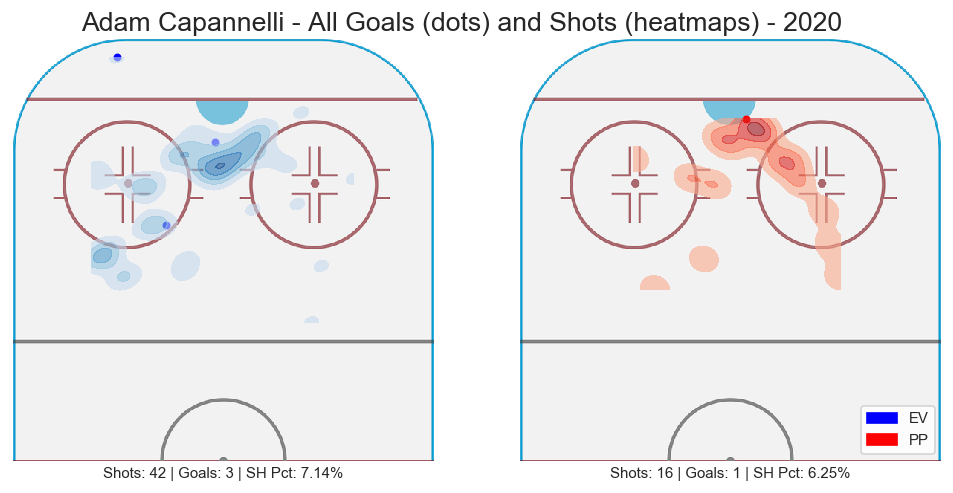 Adam Capannelli - All Goals (dots) and Shots (heatmaps) - 2020
EV
PP
Shots: 42 | Goals: 3 | SH Pct: 7.14%
Shots: 16 | Goals: 1 | SH Pct: 6.25%